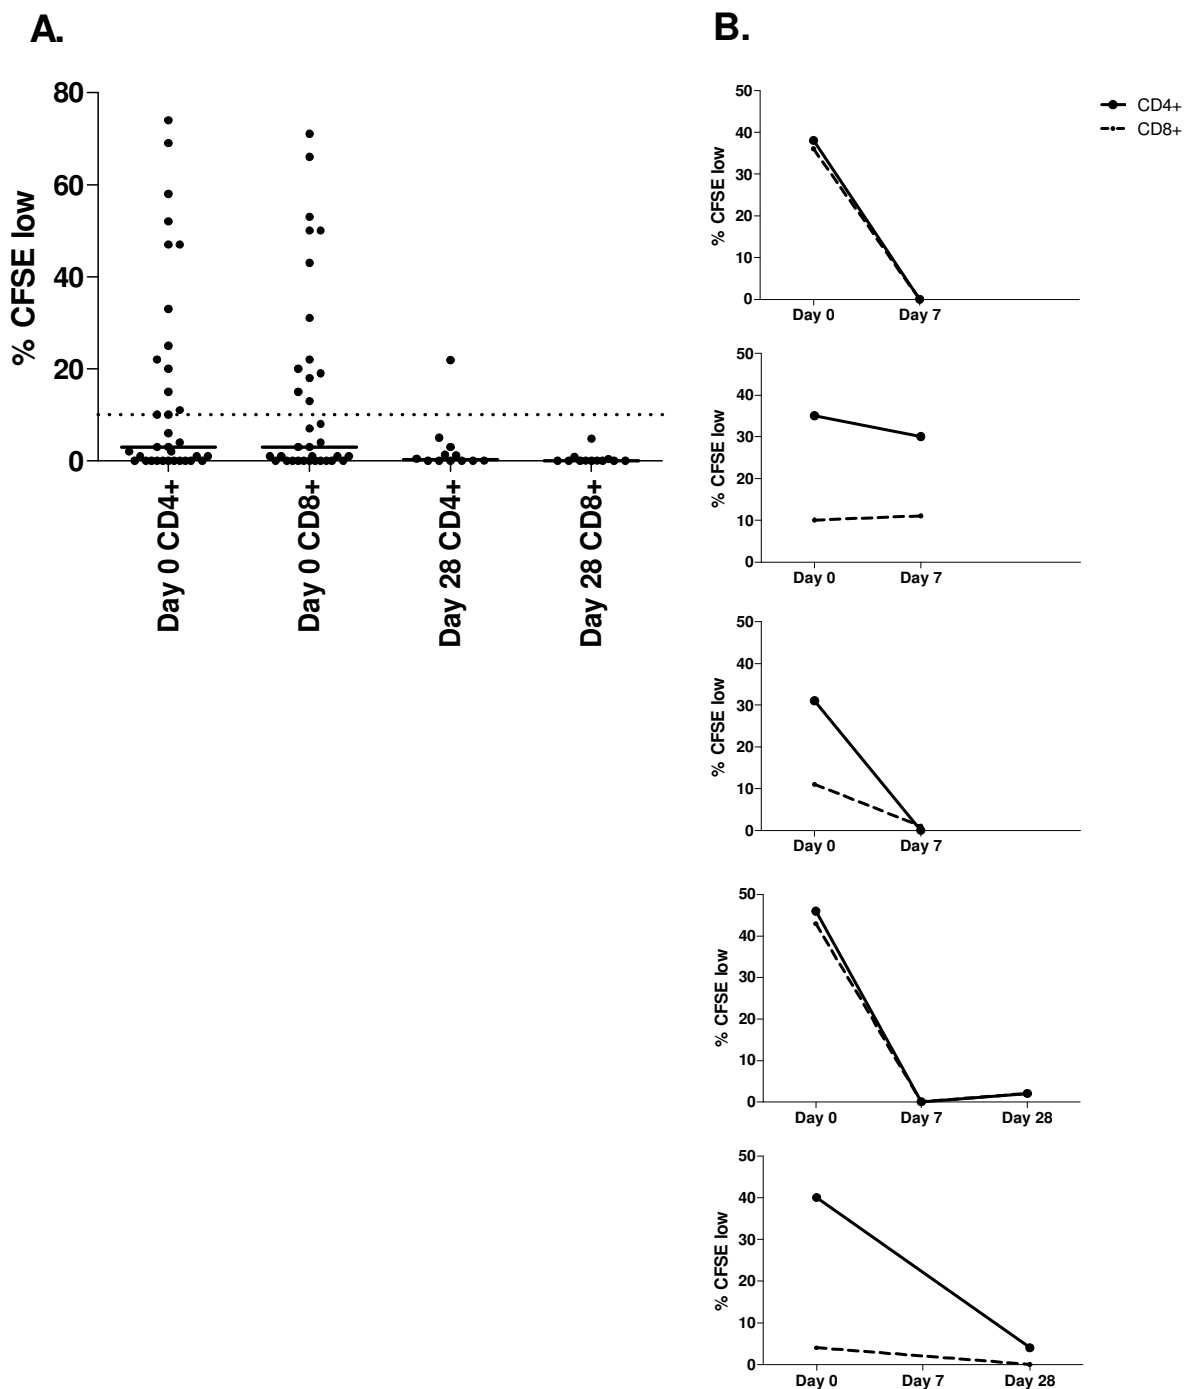 A.
80
60
40
20
0
% CFSE low
Day 0 CD4+
Day 0 CD8+
Day 28 CD4+
Day 28 CD8+
B.
CD4+
CD8+
50
40
30
20
10
0
% CFSE low
Day 0
Day 7
50
40
30
20
10
0
% CFSE low
Day 0
Day 7
50
40
30
20
10
0
% CFSE low
Day 0
Day 7
50
40
30
20
10
0
% CFSE low
Day 0
Day 7
Day 28
50
40
30
20
10
0
% CFSE low
Day 0
Day 7
Day 28